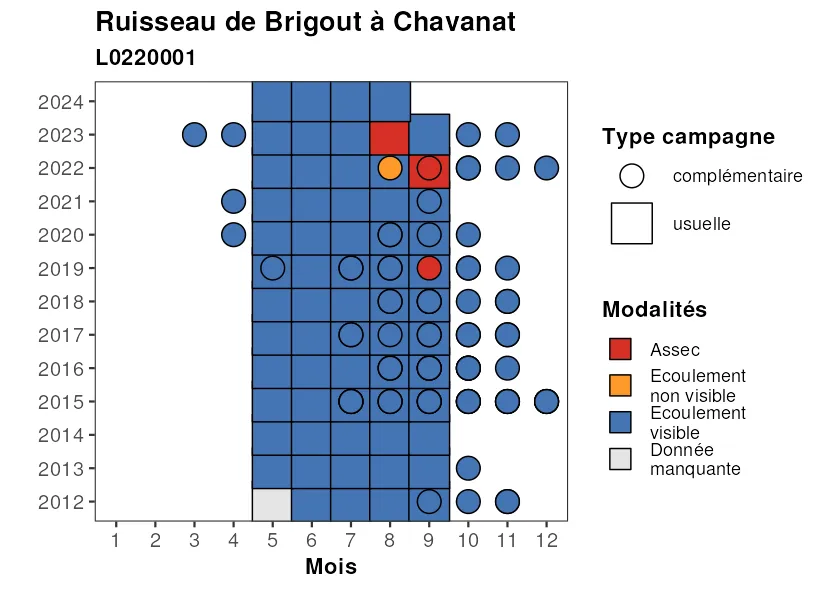 Ruisseau de Brigout à Chavanat
L0220001
2024
2023
2022
2021
2020
2019
2018
2017
2016
2015
2014
2013
2012
1 2 3 4 5 6 7 8 9 10 11 12
Mois
Type campagne
complémentaire
usuelle
Modalités
Assec
Ecoulement
non visible
Ecoulement
visible
Donnée
manquante